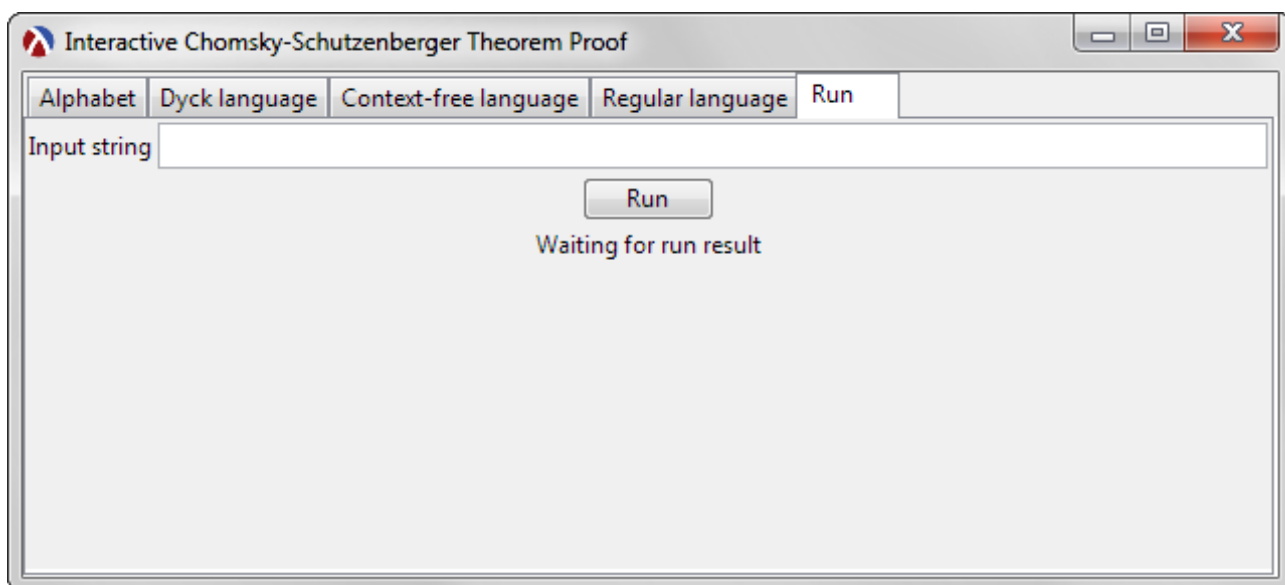 Interactive Chomsky-Schutzenberger Theorem Proof
Alphabet Dyck language Context-free language Regular language Run
Input string
Run
Waiting for run result